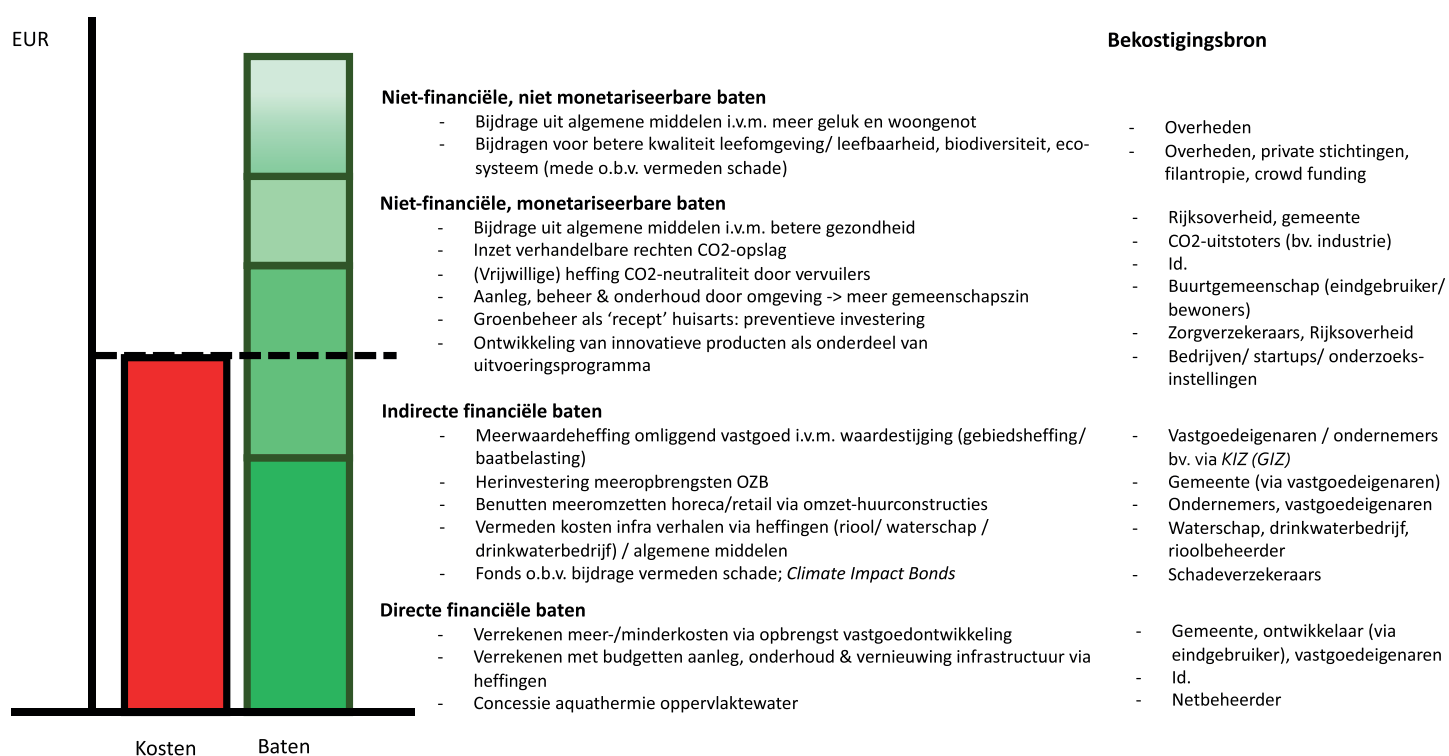 EUR
Bekostigingsbron
Niet-financiële, niet monetariseerbare baten
- Bijdrage uit algemene middelen i.v.m. meer geluk en woongenot
- Bijdragen voor betere kwaliteit leefomgeving/ leefbaarheid, biodiversiteit, eco-
systeem (mede o.b.v. vermeden schade)
- Overheden
- Overheden, private stichtingen,
filantropie, crowd funding
Niet-financiële, monetariseerbare baten
- Bijdrage uit algemene middelen i.v.m. betere gezondheid
- Inzet verhandelbare rechten CO2-opslag
- (Vrijwillige) heffing CO2-neutraliteit door vervuilers
- Aanleg, beheer & onderhoud door omgeving -> meer gemeenschapszin
- Groenbeheer als ‘recept’ huisarts: preventieve investering
- Ontwikkeling van innovatieve producten als onderdeel van
uitvoeringsprogramma
- Rijksoverheid, gemeente
- CO2-uitstoters (bv. industrie)
- Id.
- Buurtgemeenschap (eindgebruiker/
bewoners)
- Zorgverzekeraars, Rijksoverheid
- Bedrijven/ startups/ onderzoeks-
instellingen
Indirecte financiële baten
- Meerwaardeheffing omliggend vastgoed i.v.m. waardestijging (gebiedsheffing/
baatbelasting)
- Herinvestering meeropbrengsten OZB
- Benutten meeromzetten horeca/retail via omzet-huurconstructies
- Vermeden kosten infra verhalen via heffingen (riool/ waterschap /
drinkwaterbedrijf) / algemene middelen
- Fonds o.b.v. bijdrage vermeden schade; Climate Impact Bonds
- Vastgoedeigenaren / ondernemers
bv. via KIZ (GIZ)
- Gemeente (via vastgoedeigenaren)
- Ondernemers, vastgoedeigenaren
- Waterschap, drinkwaterbedrijf,
rioolbeheerder
- Schadeverzekeraars
Directe financiële baten
- Verrekenen meer-/minderkosten via opbrengst vastgoedontwikkeling
- Verrekenen met budgetten aanleg, onderhoud & vernieuwing infrastructuur via
heffingen
- Concessie aquathermie oppervlaktewater
- Gemeente, ontwikkelaar (via
eindgebruiker), vastgoedeigenaren
- Id.
- Netbeheerder
Kosten
Baten